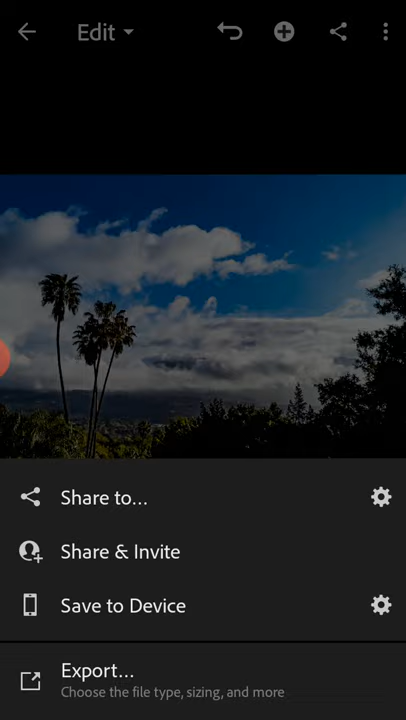 Edit
Share to...
Share & Invite
Save to Device
Export...
Choose the file type, sizing, and more